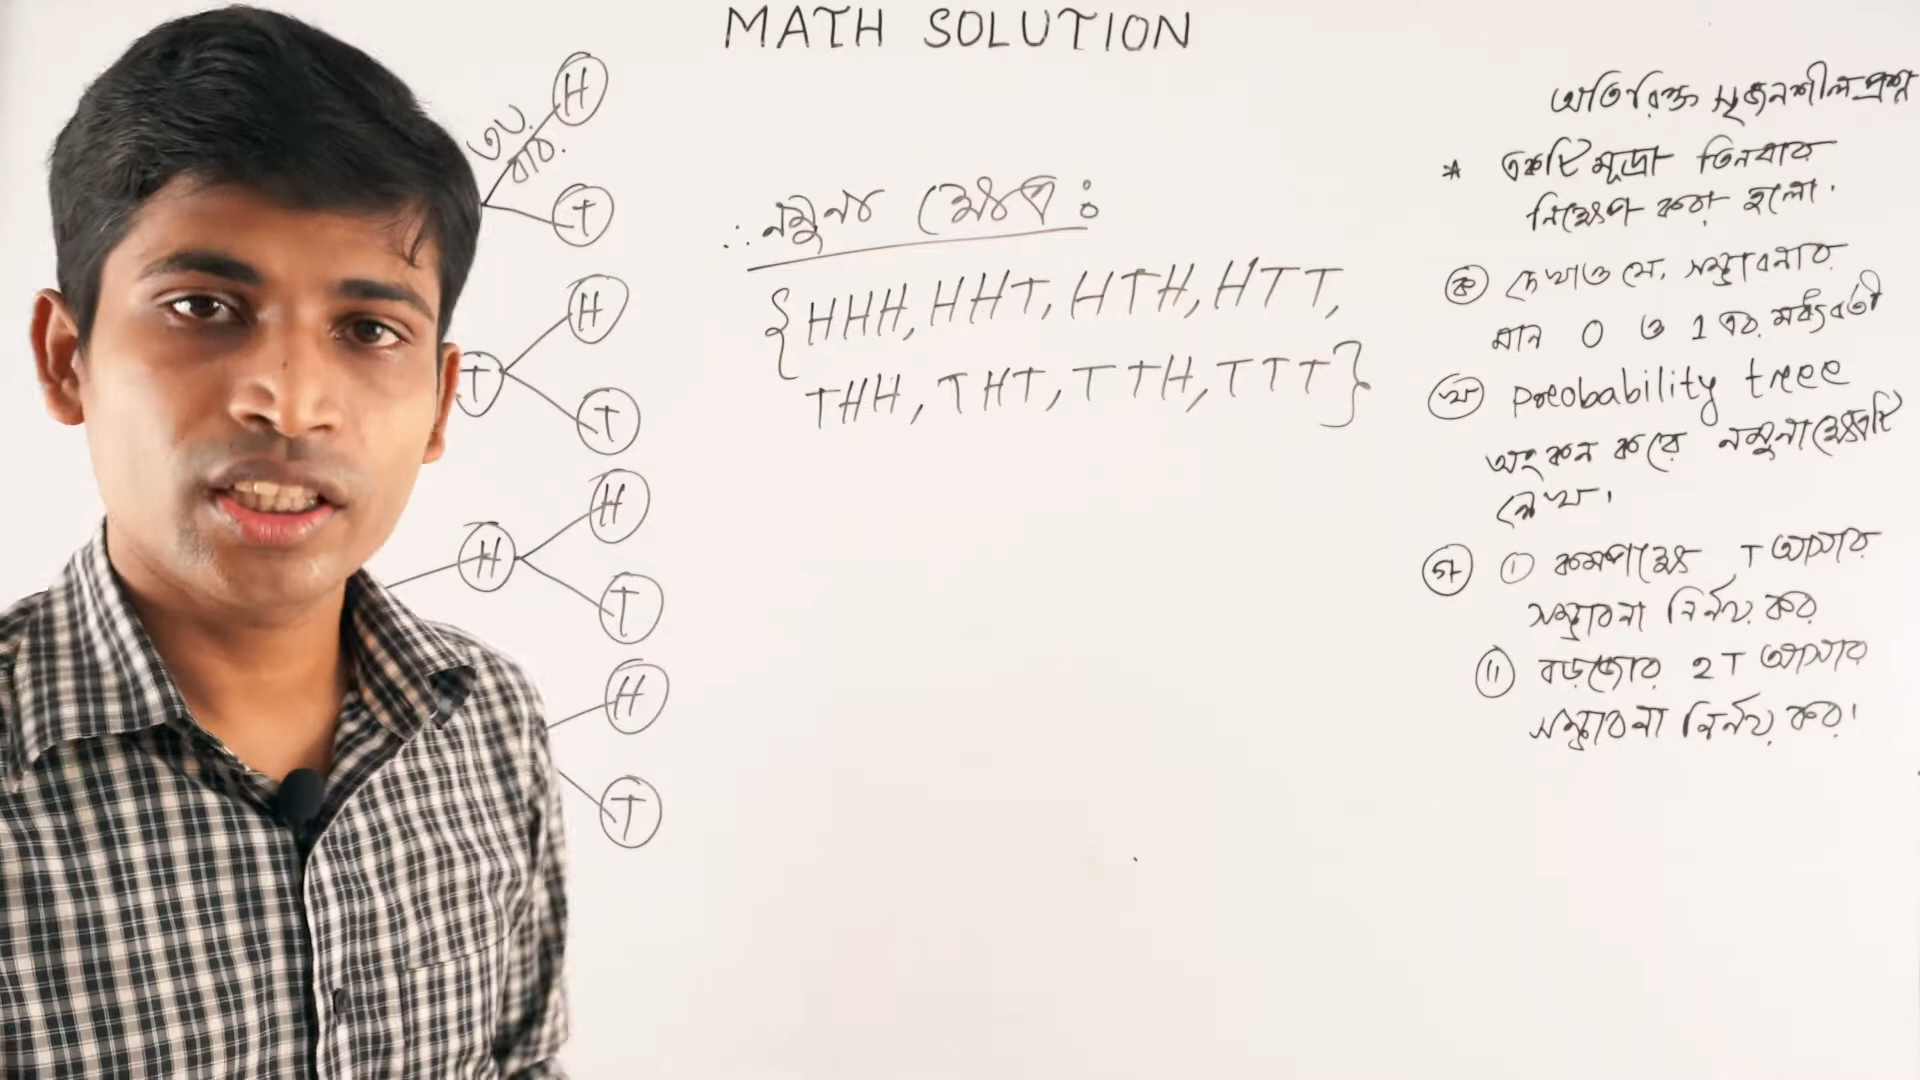 MATH SOLUTION
৩য়
বার.
H
T
H
T
T
H
H
T
H
T
∴ নমুনা ক্ষেত্র :
{HHH, HHT, HTH, HTT,
THH, THT, TTH, TTT}
অতিরিক্ত সৃজনশীল প্রশ্ন
* একটি মুদ্রা তিনবার
নিক্ষেপ করা হলো.
ক দেখাও যে, সম্ভাবনার
মান 0 ও 1 এর মধ্যবর্তী
খ Probability tree
অংকন করে নমুনাক্ষেত্রটি
লেখ।
গ i কমপক্ষে T আসার
সম্ভাবনা নির্ণয় কর
ii বড়জোর 2T আসার
সম্ভাবনা নির্ণয় কর।